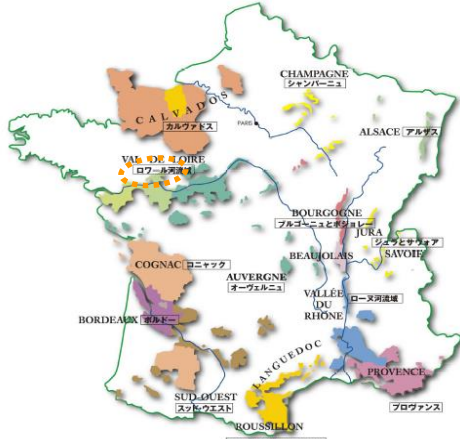 CHAMPAGNE
シャンパーニュ
CALVADOS
カルヴァドス
PARIS
ALSACE アルザス
VAL DE LOIRE
ロワール河流域
BOURGOGNE
ブルゴーニュとボジョレー
JURA
ジュラとサヴォア
SAVOIE
BEAUJOLAIS
COGNAC コニャック
AUVERGNE
オーヴェルニュ
VALLÉE
DU
RHÔNE
ローヌ河流域
BORDEAUX ボルドー
LANGUEDOC
PROVENCE
プロヴァンス
SUD-OUEST
スッド・ウエスト
ROUSSILLON